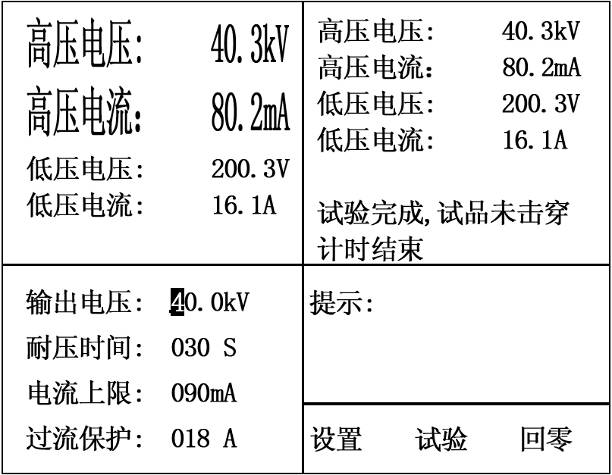 高压电压: 40.3kV
高压电流: 80.2mA
低压电压: 200.3V
低压电流: 16.1A
高压电压: 40.3kV
高压电流: 80.2mA
低压电压: 200.3V
低压电流: 16.1A
试验完成,试品未击穿
计时结束
输出电压: 40.0kV
耐压时间: 030 S
电流上限: 090mA
过流保护: 018 A
提示:
设置 试验 回零